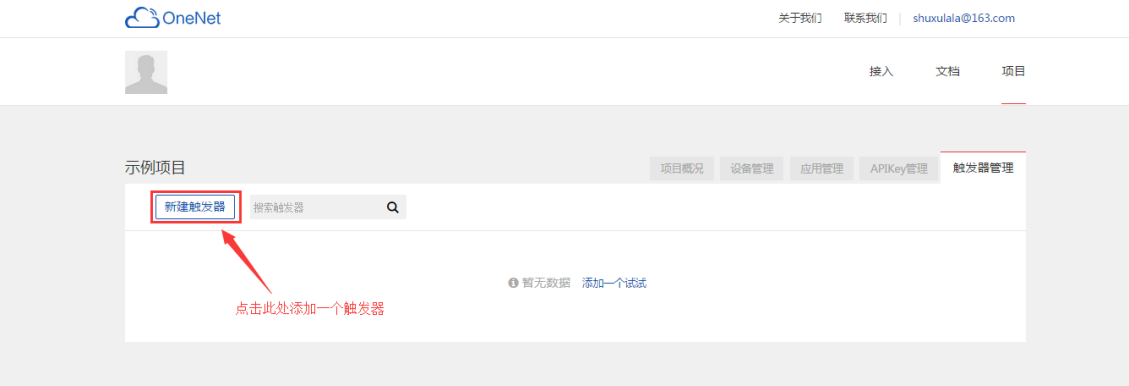 OneNet
关于我们 联系我们 | shuxulala@163.com
接入 文档 项目
示例项目
项目概况 设备管理 应用管理 APIKey管理 触发器管理
新建触发器 搜索触发器
暂无数据 添加一个试试
点击此处添加一个触发器